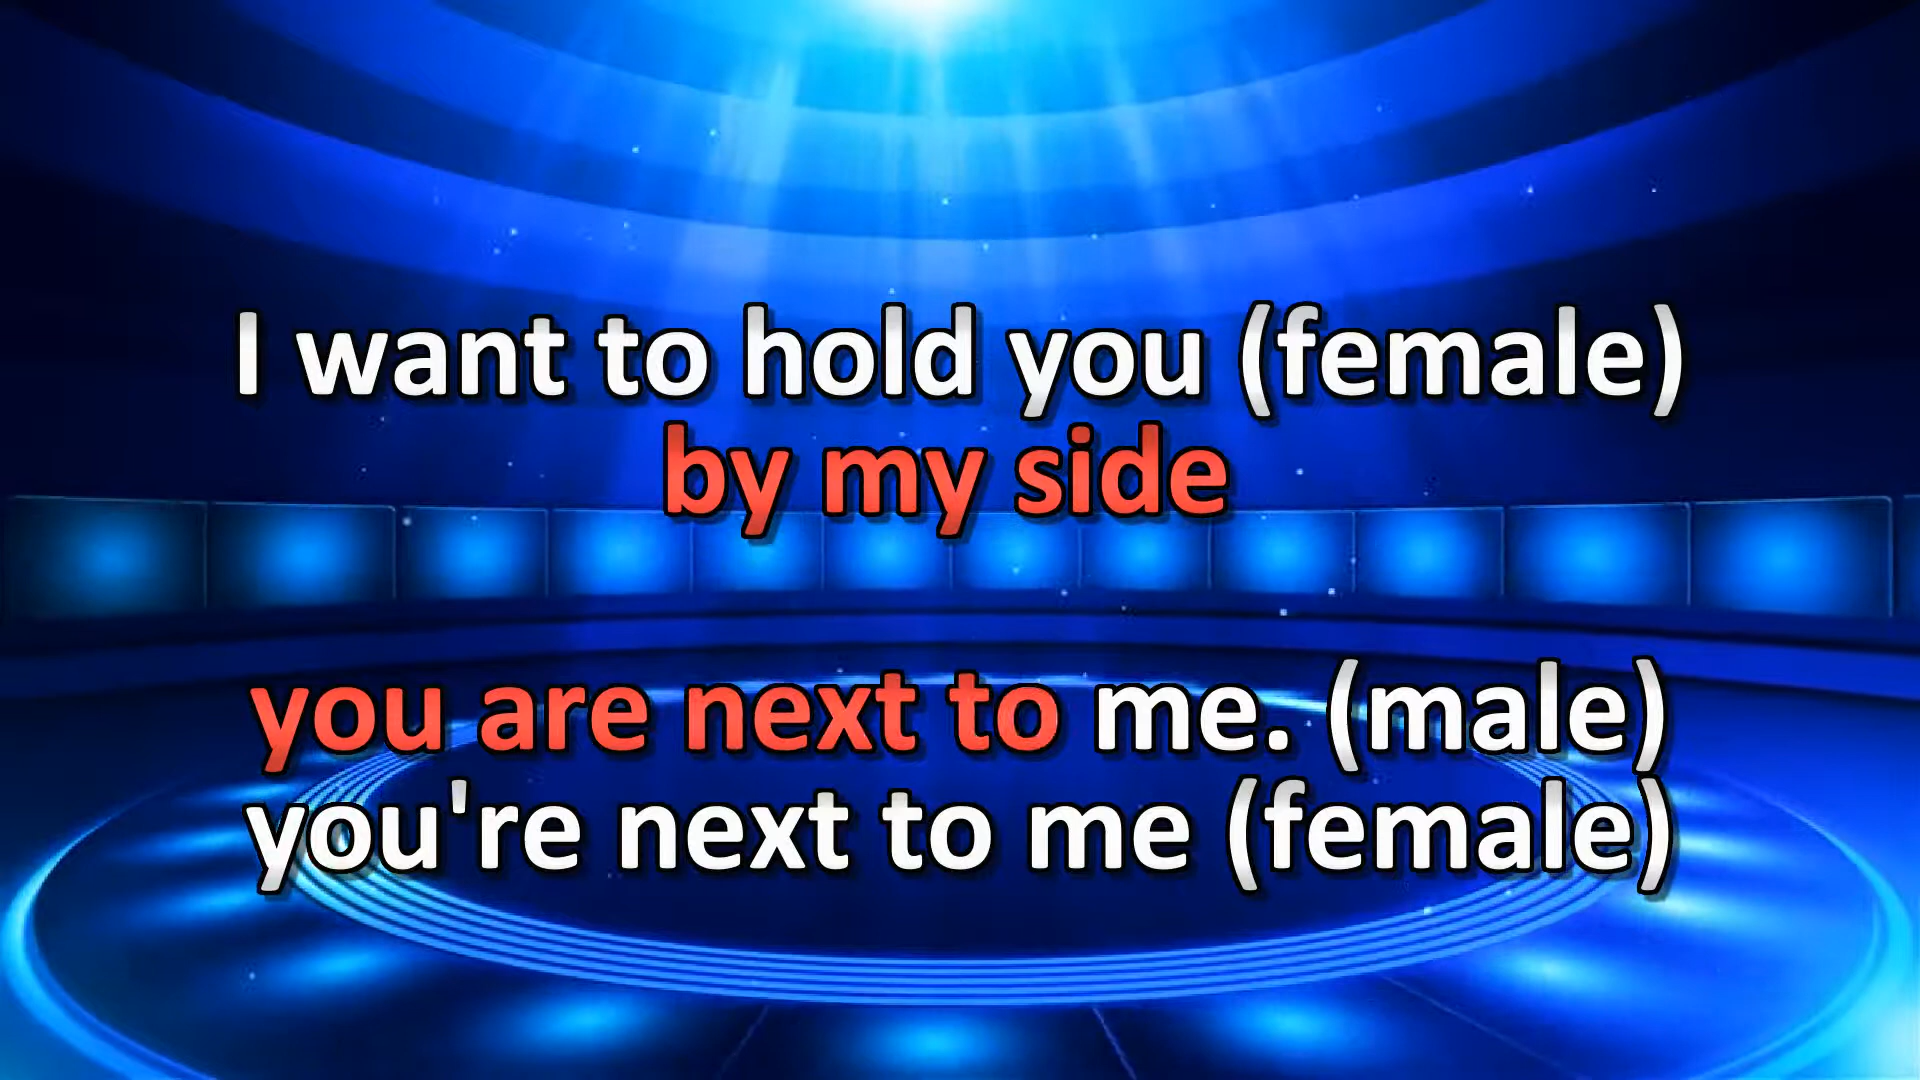 I want to hold you (female)
by my side
you are next to me. (male)
you're next to me (female)